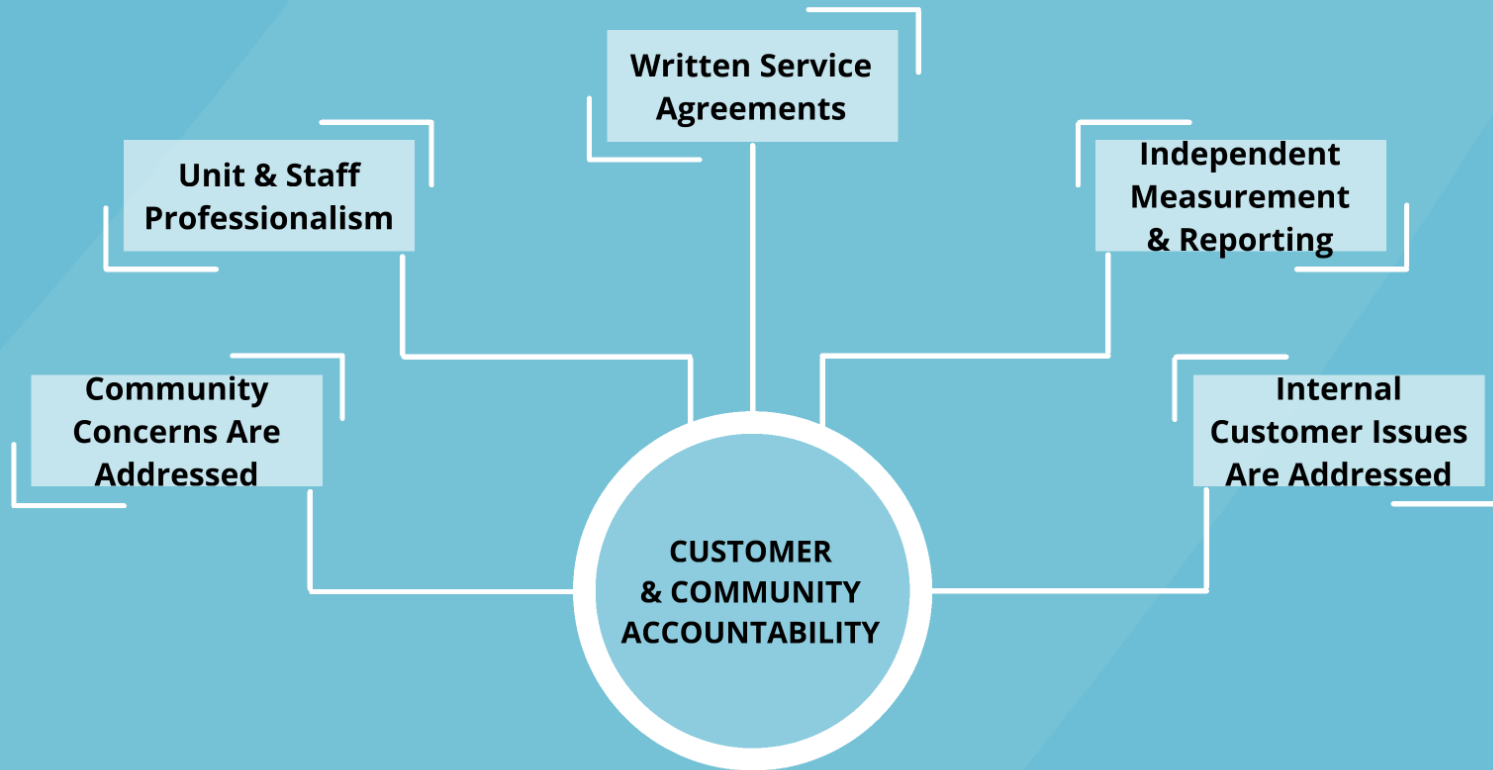 Written Service
Agreements
Unit & Staff
Professionalism
Independent
Measurement
& Reporting
Community
Concerns Are
Addressed
Internal
Customer Issues
Are Addressed
CUSTOMER
& COMMUNITY
ACCOUNTABILITY